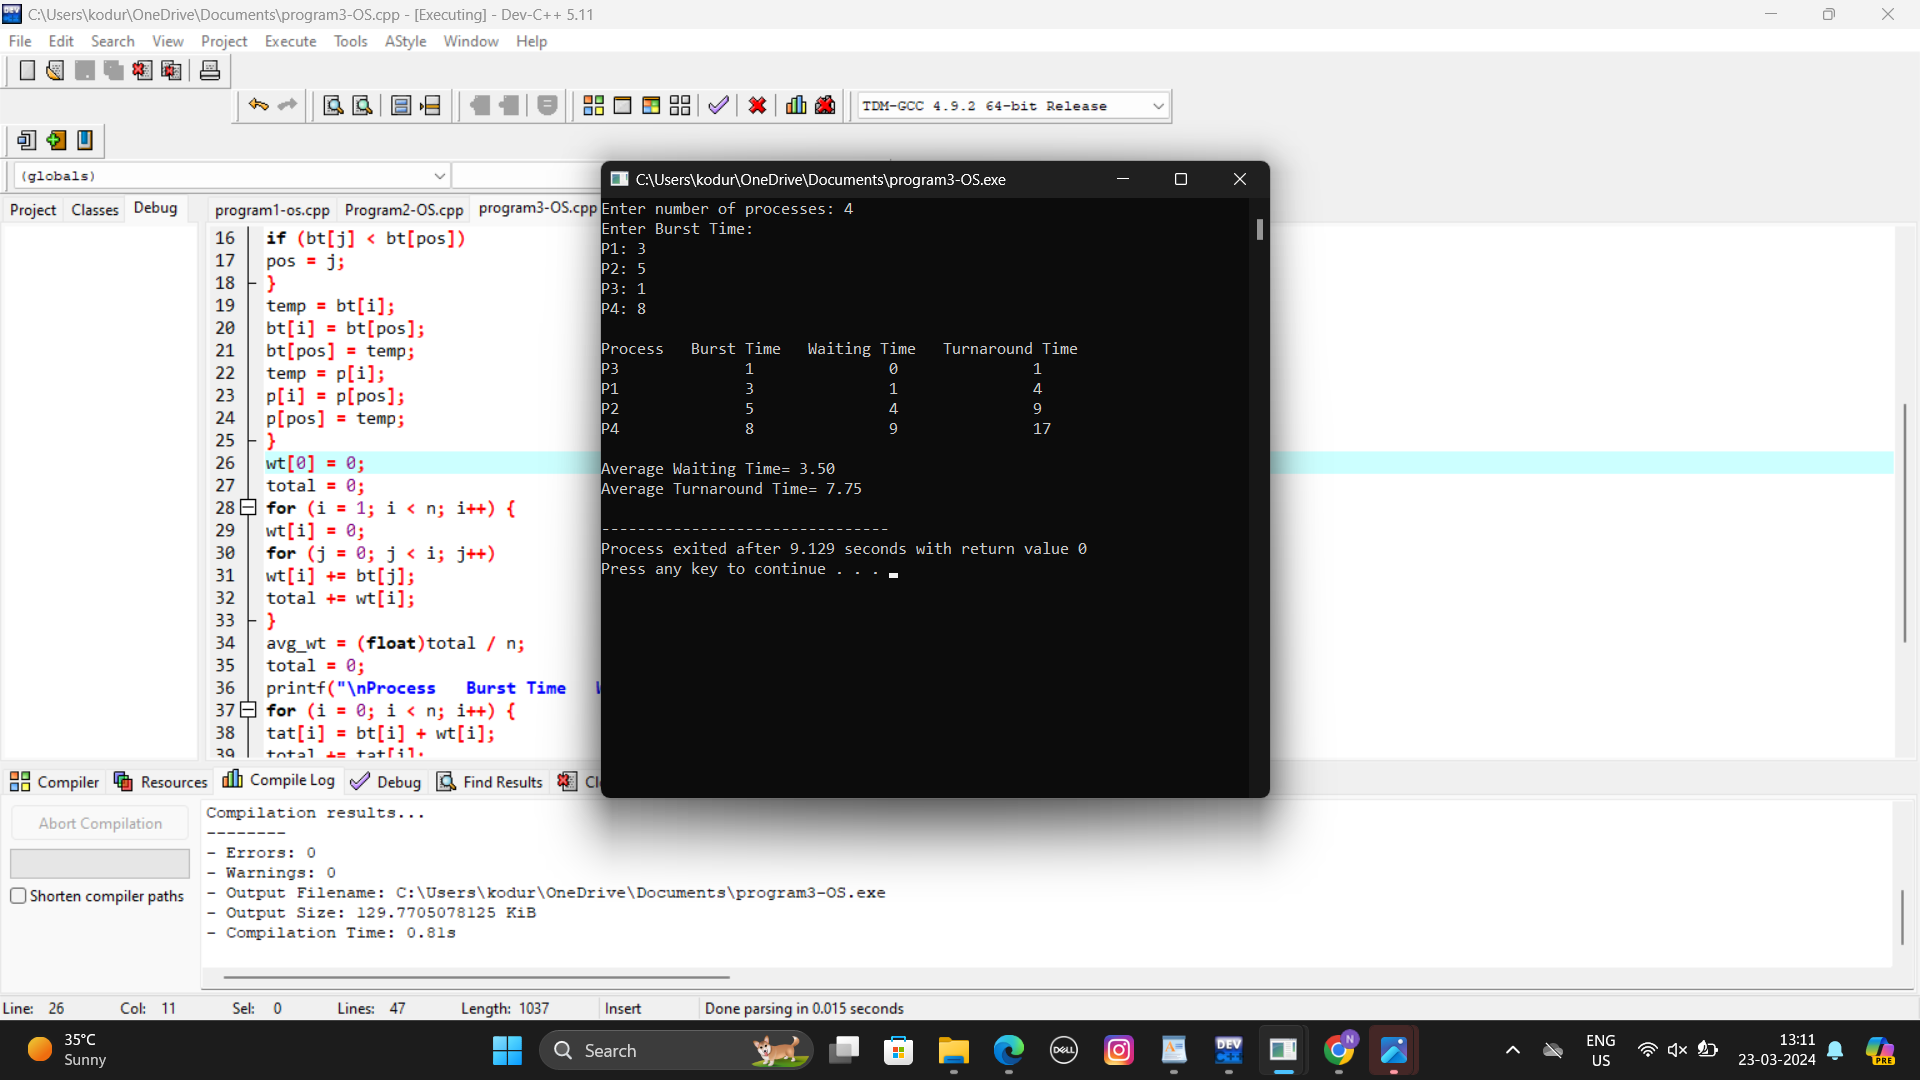 C:\Users\kodur\OneDrive\Documents\program3-OS.cpp - [Executing] - Dev-C++ 5.11
File Edit Search View Project Execute Tools AStyle Window Help
TDM-GCC 4.9.2 64-bit Release
(globals)
Project Classes Debug
program1-os.cpp Program2-OS.cpp program3-OS.cpp
16 if (bt[j] < bt[pos])
17 pos = j;
18 }
19 temp = bt[i];
20 bt[i] = bt[pos];
21 bt[pos] = temp;
22 temp = p[i];
23 p[i] = p[pos];
24 p[pos] = temp;
25 }
26 wt[0] = 0;
27 total = 0;
28 for (i = 1; i < n; i++) {
29 wt[i] = 0;
30 for (j = 0; j < i; j++)
31 wt[i] += bt[j];
32 total += wt[i];
33 }
34 avg_wt = (float)total / n;
35 total = 0;
36 printf("\nProcess   Burst Time
37 for (i = 0; i < n; i++) {
38 tat[i] = bt[i] + wt[i];
39 total += tat[i];
C:\Users\kodur\OneDrive\Documents\program3-OS.exe
Enter number of processes: 4
Enter Burst Time:
P1: 3
P2: 5
P3: 1
P4: 8
Process   Burst Time   Waiting Time   Turnaround Time
P3 1 0 1
P1 3 1 4
P2 5 4 9
P4 8 9 17
Average Waiting Time= 3.50
Average Turnaround Time= 7.75
--------------------------------
Process exited after 9.129 seconds with return value 0
Press any key to continue . . .
Compiler Resources Compile Log Debug Find Results
Abort Compilation
Shorten compiler paths
Compilation results...
--------
- Errors: 0
- Warnings: 0
- Output Filename: C:\Users\kodur\OneDrive\Documents\program3-OS.exe
- Output Size: 129.7705078125 KiB
- Compilation Time: 0.81s
Line: 26 Col: 11 Sel: 0 Lines: 47 Length: 1037 Insert Done parsing in 0.015 seconds
35°C
Sunny
Search
DELL
DEV
N
ENG
US
13:11
23-03-2024
PRE